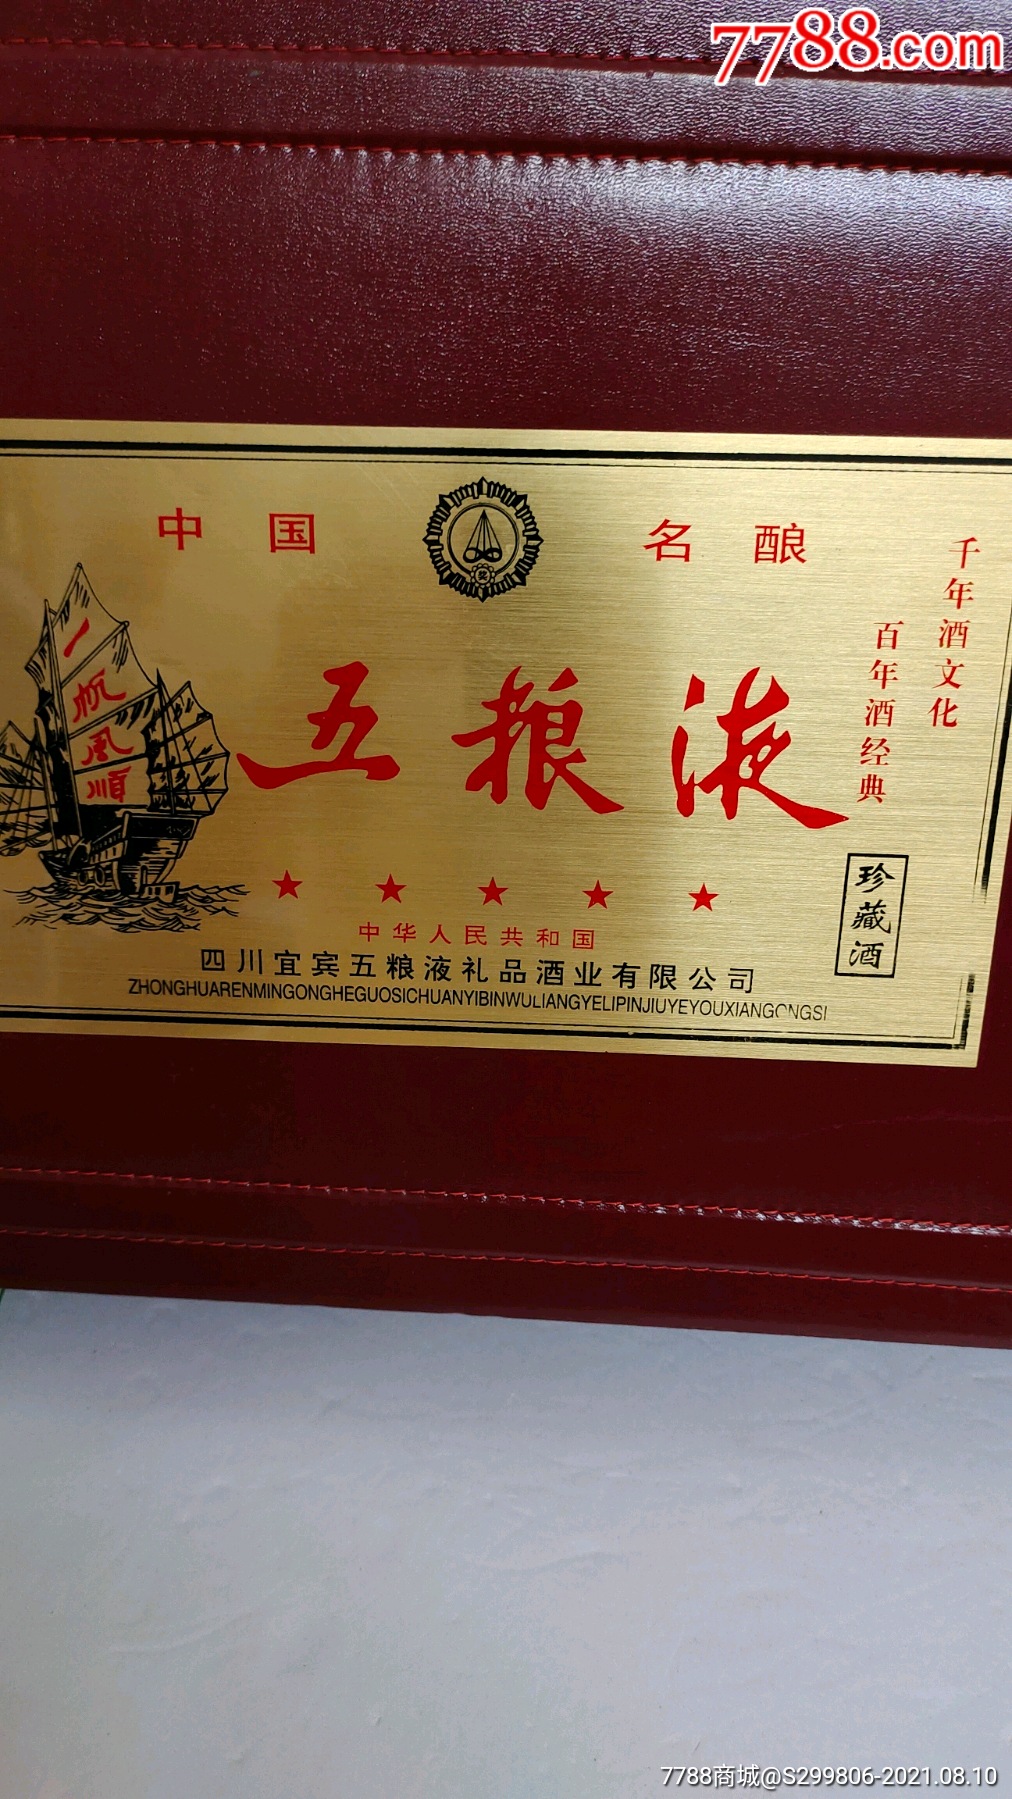 7788.com
中国 名酿
奖
千年酒文化
百年酒经典
一帆風順
五粮液
珍藏酒
中华人民共和国
四川宜宾五粮液礼品酒业有限公司
ZHONGHUARENMINGONGHEGUOSICHUANYIBINWULIANGYELIPINJIUYEYOUXIANGONGSI
7788商城@S299806-2021.08.10